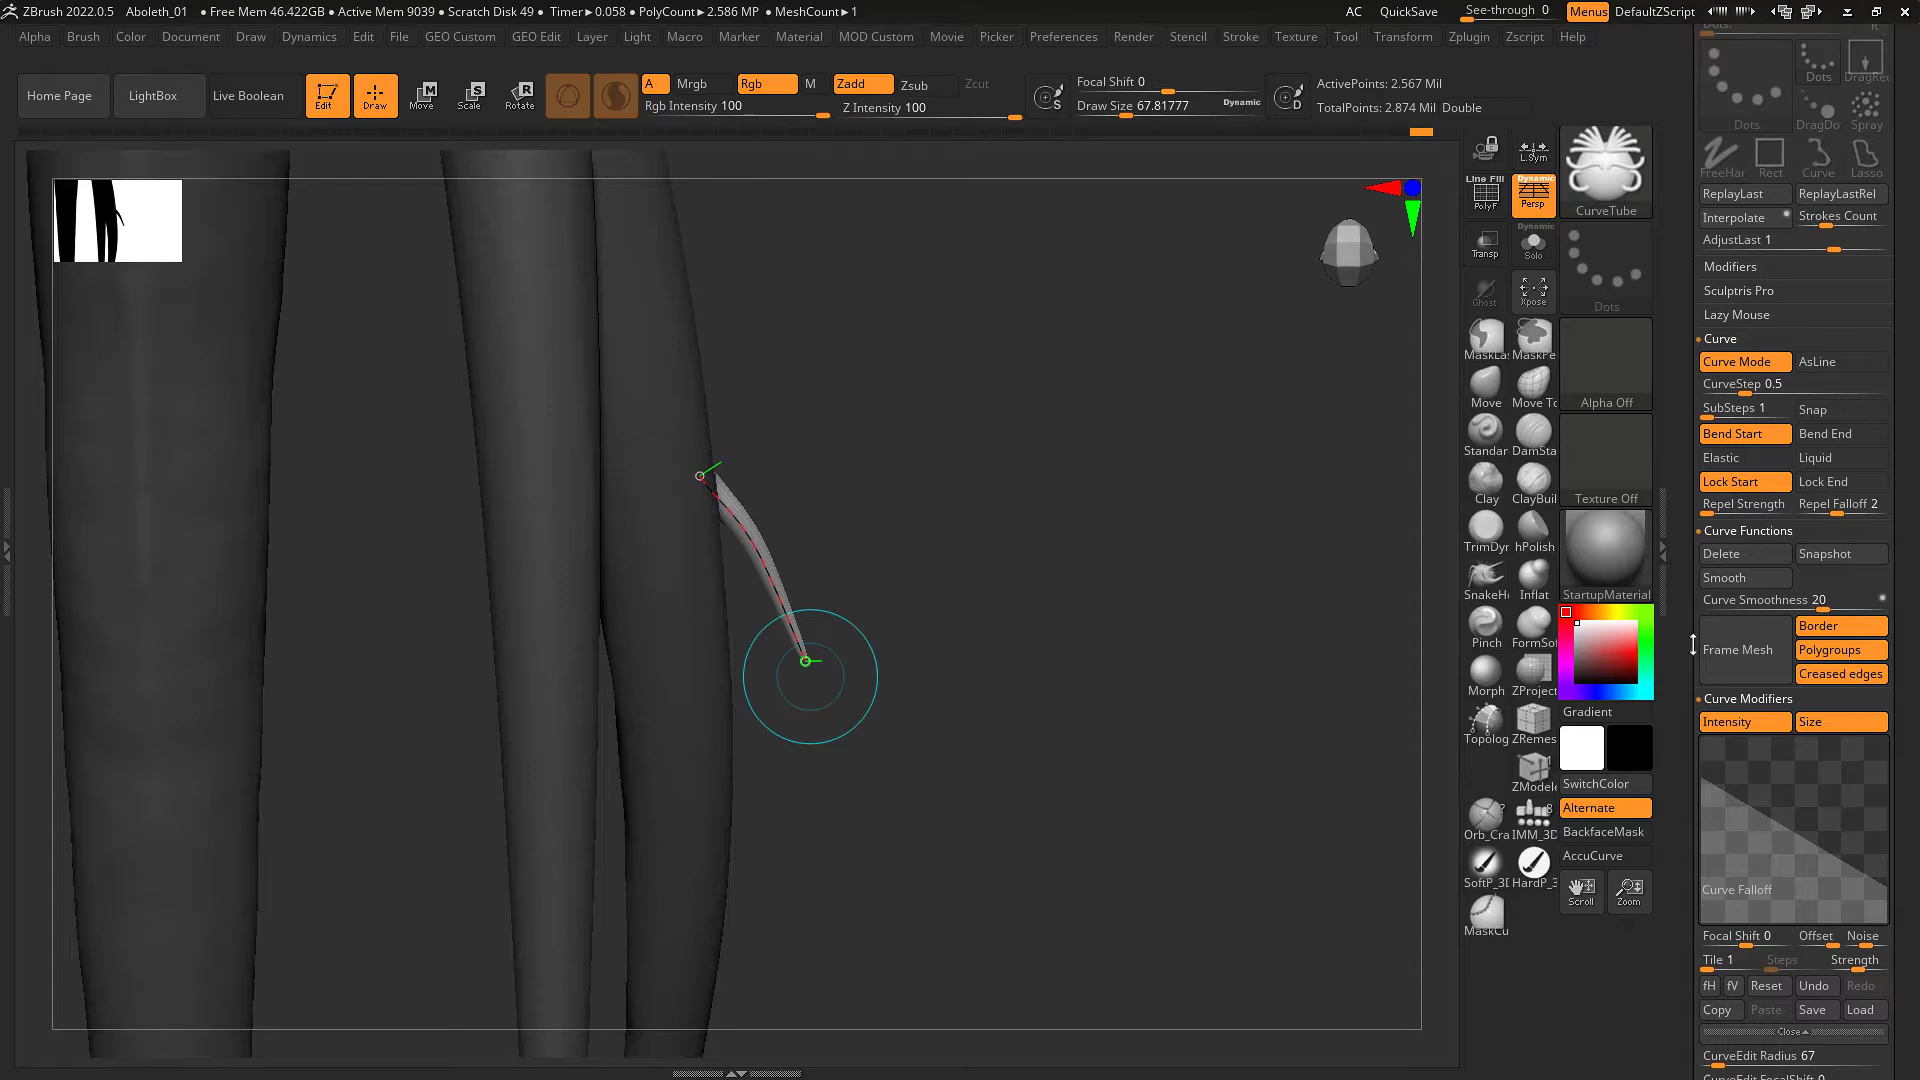 ZBrush 2022.0.5 Aboleth_01 ● Free Mem 46.422GB ● Active Mem 9039 ● Scratch Disk 49 ● Timer►0.058 ● PolyCount►2.586 MP ● MeshCount►1 AC QuickSave See-through 0 Menus DefaultZScript
Alpha Brush Color Document Draw Dynamics Edit File GEO Custom GEO Edit Layer Light Macro Marker Material MOD Custom Movie Picker Preferences Render Stencil Stroke Texture Tool Transform Zplugin Zscript Help
Home Page LightBox Live Boolean Edit Draw Move Scale Rotate
A Mrgb Rgb M Zadd Zsub Zcut
Rgb Intensity 100 Z Intensity 100
Focal Shift 0
Draw Size 67.81777 Dynamic
S D
ActivePoints: 2.567 Mil
TotalPoints: 2.874 Mil Double
L.Sym
Line Fill
PolyF
Dynamic
Persp
Transp
Dynamic
Solo
Ghost
Xpose
MaskLa
MaskPe
Move
Move To
Standar
DamSta
Clay
ClayBuil
TrimDyn
hPolish
SnakeHo
Inflat
Pinch
FormSof
Morph
ZProject
Topolog
ZRemes
1
ZModele
Orb_Cra
IMM_3D
8
SoftP_3D
HardP_3
MaskCu
CurveTube
Dots
Alpha Off
Texture Off
StartupMaterial
Gradient
SwitchColor
Alternate
BackfaceMask
AccuCurve
Scroll
Zoom
Dots
Dots
DragRec
DragDo
Spray
FreeHan
Rect
Curve
Lasso
ReplayLast ReplayLastRel
Interpolate Strokes Count
AdjustLast 1
Modifiers
Sculptris Pro
Lazy Mouse
Curve
Curve Mode AsLine
CurveStep 0.5
SubSteps 1 Snap
Bend Start Bend End
Elastic Liquid
Lock Start Lock End
Repel Strength Repel Falloff 2
Curve Functions
Delete Snapshot
Smooth
Curve Smoothness 20
Frame Mesh
Border
Polygroups
Creased edges
Curve Modifiers
Intensity Size
Curve Falloff
Focal Shift 0 Offset Noise
Tile 1 Steps Strength
fH fV Reset Undo Redo
Copy Paste Save Load
Close
CurveEdit Radius 67